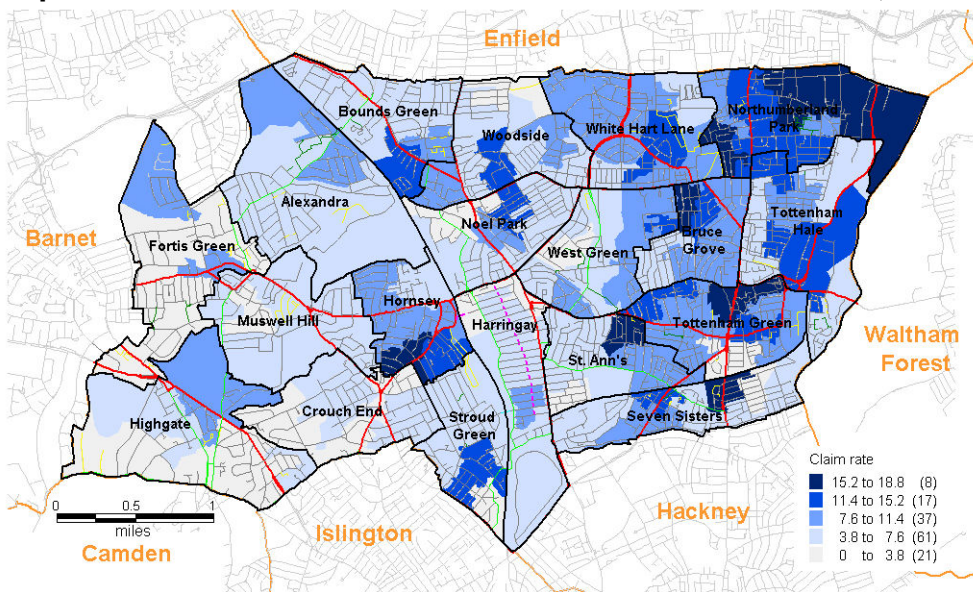 Enfield
Bounds Green
Woodside
White Hart Lane
Northumberland
Park
Alexandra
Noel Park
Bruce
Grove
Tottenham
Hale
Barnet
Fortis Green
West Green
Hornsey
Muswell Hill
Harringay
Tottenham Green
Waltham
Forest
St. Ann's
Highgate
Crouch End
Stroud
Green
Seven Sisters
Claim rate
15.2 to 18.8 (8)
11.4 to 15.2 (17)
7.6 to 11.4 (37)
3.8 to 7.6 (61)
0 to 3.8 (21)
0 0.5 1
miles
Hackney
Islington
Camden